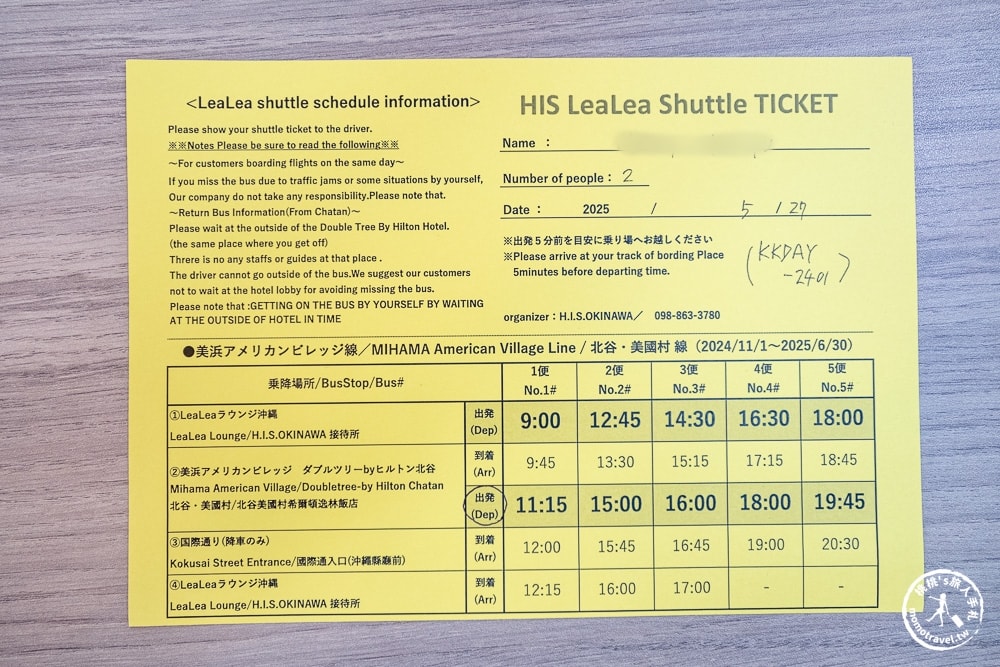 <LeaLea shuttle schedule information>
Please show your shuttle ticket to the driver.
※※Notes Please be sure to read the following※※
～For customers boarding flights on the same day～
If you miss the bus due to traffic jams or some situations by yourself,
Our company do not take any responsibility.Please note that.
～Return Bus Information(From Chatan)～
Please wait at the outside of the Double Tree By Hilton Hotel.
(the same place where you get off)
Threre is no any staffs or guides at that place .
The driver cannot go outside of the bus.We suggest our customers
not to wait at the hotel lobby for avoiding missing the bus.
Please note that :GETTING ON THE BUS BY YOURSELF BY WAITING
AT THE OUTSIDE OF HOTEL IN TIME
HIS LeaLea Shuttle TICKET
Name ：
Number of people： 2
Date ： 2025 / 5 / 27
※出発５分前を目安に乗り場へお越しください
※Please arrive at your track of bording Place
5minutes before departing time.
(KKDAY
-2401)
organizer：H.I.S.OKINAWA／ 098-863-3780
●美浜アメリカンビレッジ線／MIHAMA American Village Line / 北谷・美國村 線（2024/11/1～2025/6/30）
乗降場所/BusStop/Bus# 1便 2便 3便 4便 5便
No.1# No.2# No.3# No.4# No.5#
①LeaLeaラウンジ沖縄
LeaLea Lounge/H.I.S.OKINAWA 接待所
出発
(Dep) 9:00 12:45 14:30 16:30 18:00
②美浜アメリカンビレッジ ダブルツリーbyヒルトン北谷
Mihama American Village/Doubletree-by Hilton Chatan
北谷・美國村/北谷美國村希爾頓逸林飯店
到着
(Arr) 9:45 13:30 15:15 17:15 18:45
出発
(Dep) 11:15 15:00 16:00 18:00 19:45
③国際通り(降車のみ)
Kokusai Street Entrance/國際通入口(沖繩縣廳前)
到着
(Arr) 12:00 15:45 16:45 19:00 20:30
④LeaLeaラウンジ沖縄
LeaLea Lounge/H.I.S.OKINAWA 接待所
到着
(Arr) 12:15 16:00 17:00 - -
桃桃's旅人手札
momotravel.tw